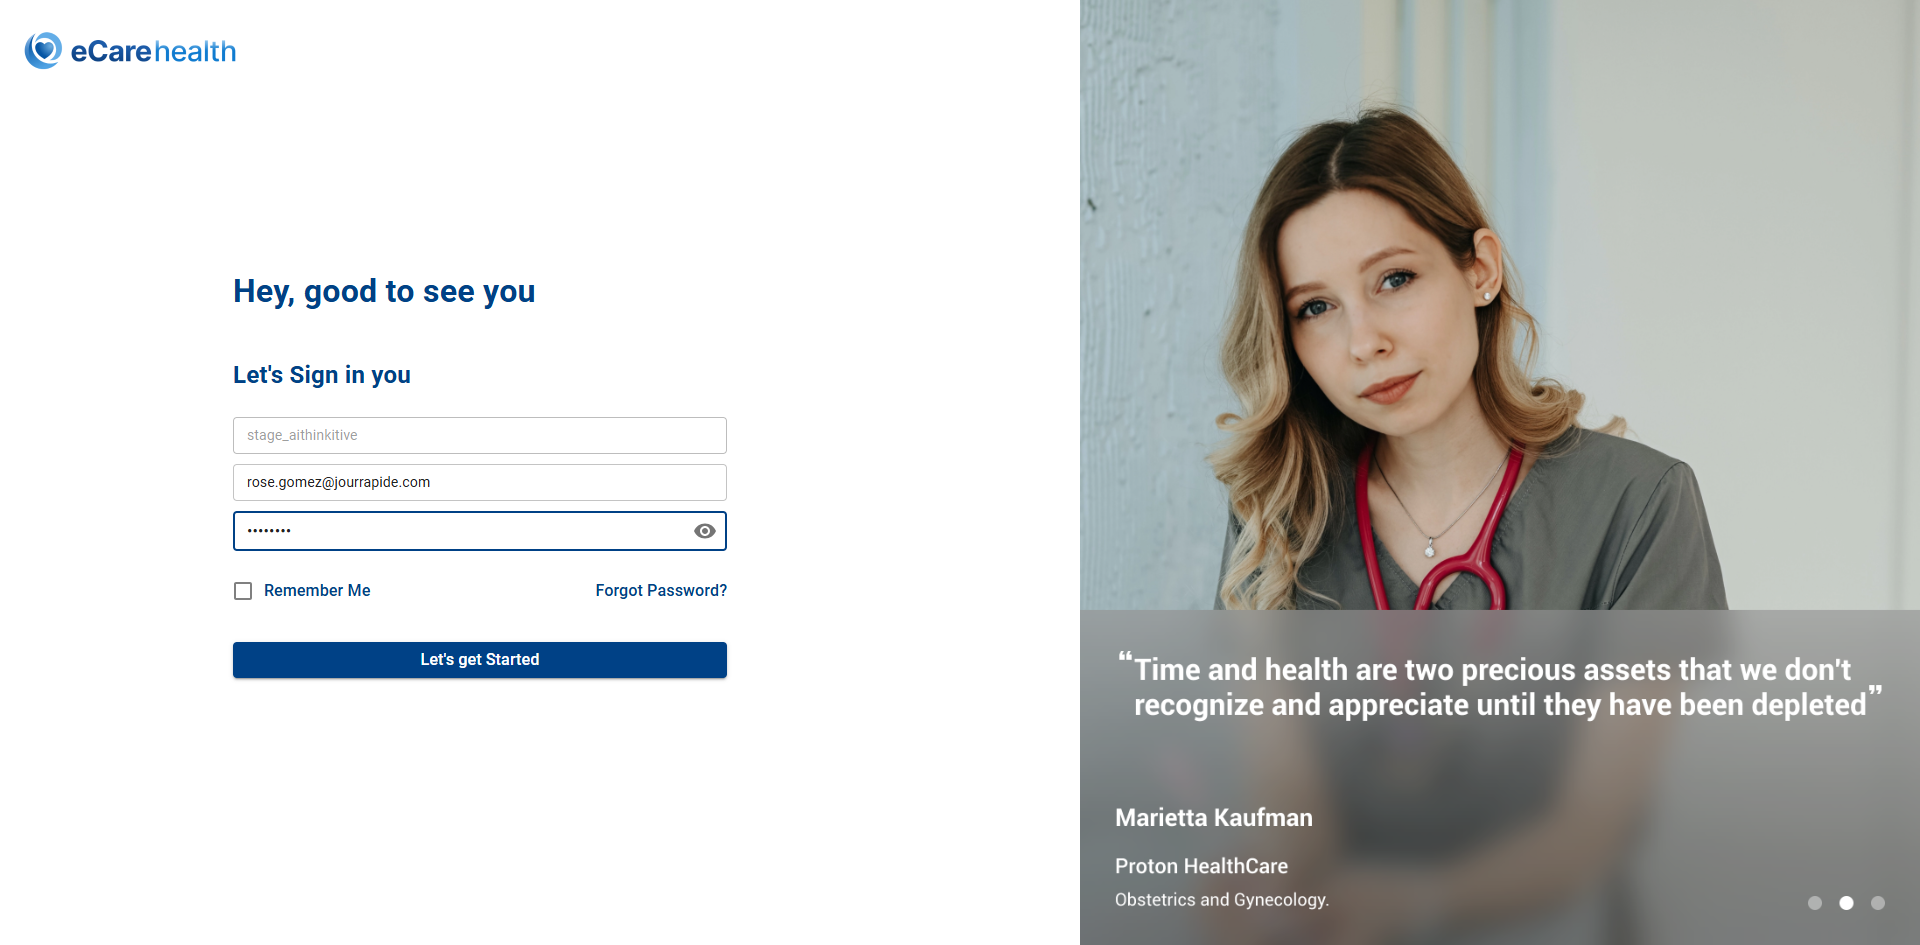 eCarehealth
Hey, good to see you
Let's Sign in you
stage_aithinkitive
rose.gomez@jourrapide.com
••••••••
Remember Me
Forgot Password?
Let's get Started
“Time and health are two precious assets that we don't
recognize and appreciate until they have been depleted”
Marietta Kaufman
Proton HealthCare
Obstetrics and Gynecology.